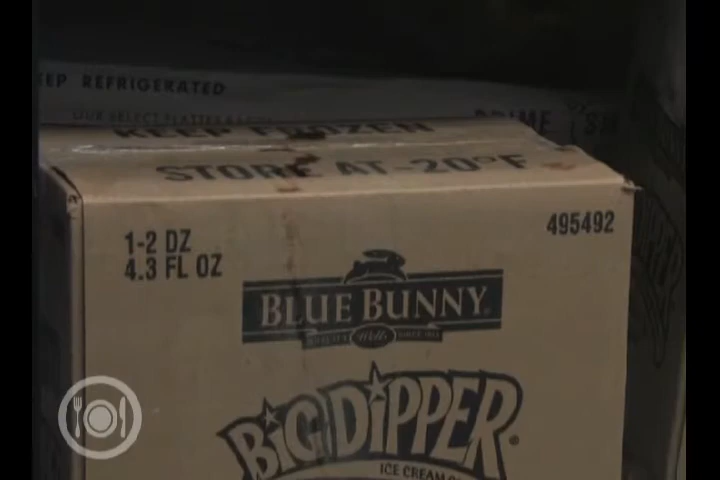 REFRIGERATED
KEEP FROZEN
STORE AT -20°F
1-2 DZ
4.3 FL OZ
495492
BLUE BUNNY
Wells
BIG DIPPER
ICE CREAM